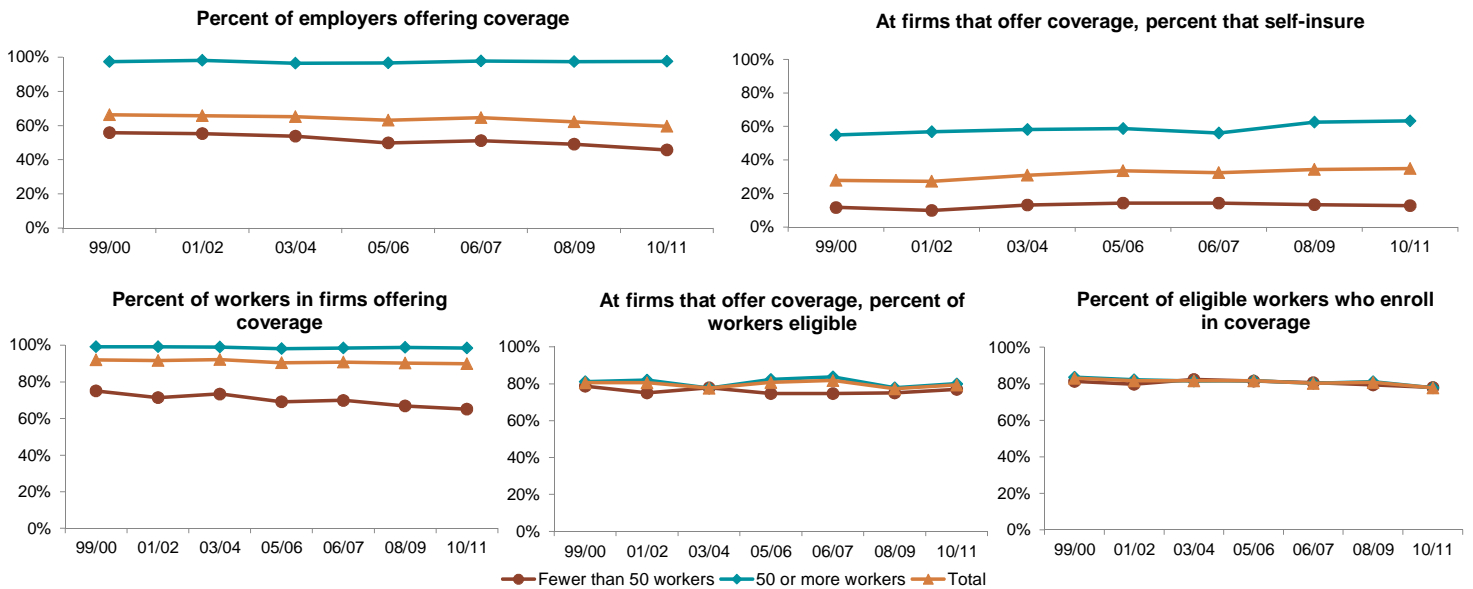 Percent of employers offering coverage
100%
80%
60%
40%
20%
0%
99/00 01/02 03/04 05/06 06/07 08/09 10/11
At firms that offer coverage, percent that self-insure
100%
80%
60%
40%
20%
0%
99/00 01/02 03/04 05/06 06/07 08/09 10/11
Percent of workers in firms offering
coverage
100%
80%
60%
40%
20%
0%
99/00 01/02 03/04 05/06 06/07 08/09 10/11
At firms that offer coverage, percent of
workers eligible
100%
80%
60%
40%
20%
0%
99/00 01/02 03/04 05/06 06/07 08/09 10/11
Percent of eligible workers who enroll
in coverage
100%
80%
60%
40%
20%
0%
99/00 01/02 03/04 05/06 06/07 08/09 10/11
Fewer than 50 workers 50 or more workers Total